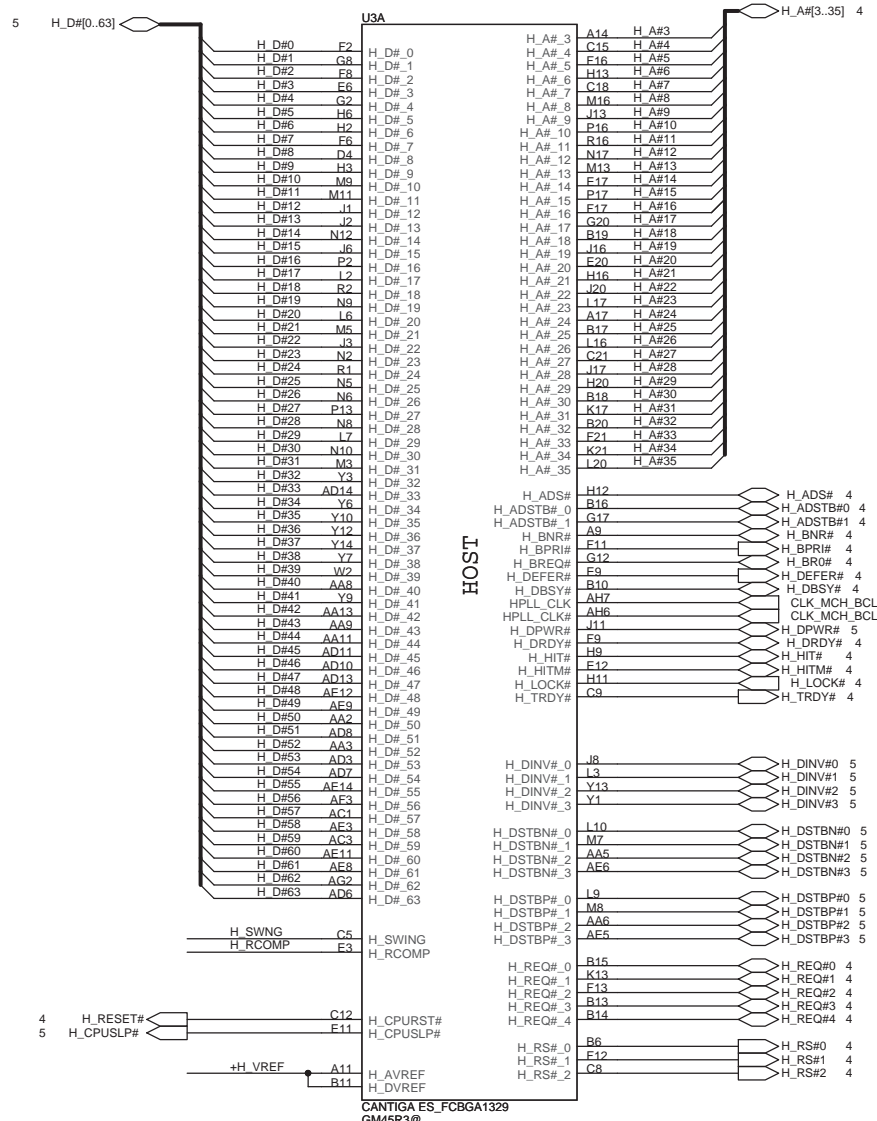 5 H_D#[0..63]
U3A
H_A#[3..35] 4
H_D#0 F2 H_D#_0
H_D#1 G8 H_D#_1
H_D#2 F8 H_D#_2
H_D#3 E6 H_D#_3
H_D#4 G2 H_D#_4
H_D#5 H6 H_D#_5
H_D#6 H2 H_D#_6
H_D#7 F6 H_D#_7
H_D#8 D4 H_D#_8
H_D#9 H3 H_D#_9
H_D#10 M9 H_D#_10
H_D#11 M11 H_D#_11
H_D#12 J1 H_D#_12
H_D#13 J2 H_D#_13
H_D#14 N12 H_D#_14
H_D#15 J6 H_D#_15
H_D#16 P2 H_D#_16
H_D#17 L2 H_D#_17
H_D#18 R2 H_D#_18
H_D#19 N9 H_D#_19
H_D#20 L6 H_D#_20
H_D#21 M5 H_D#_21
H_D#22 J3 H_D#_22
H_D#23 N2 H_D#_23
H_D#24 R1 H_D#_24
H_D#25 N5 H_D#_25
H_D#26 N6 H_D#_26
H_D#27 P13 H_D#_27
H_D#28 N8 H_D#_28
H_D#29 L7 H_D#_29
H_D#30 N10 H_D#_30
H_D#31 M3 H_D#_31
H_D#32 Y3 H_D#_32
H_D#33 AD14 H_D#_33
H_D#34 Y6 H_D#_34
H_D#35 Y10 H_D#_35
H_D#36 Y12 H_D#_36
H_D#37 Y14 H_D#_37
H_D#38 Y7 H_D#_38
H_D#39 W2 H_D#_39
H_D#40 AA8 H_D#_40
H_D#41 Y9 H_D#_41
H_D#42 AA13 H_D#_42
H_D#43 AA9 H_D#_43
H_D#44 AA11 H_D#_44
H_D#45 AD11 H_D#_45
H_D#46 AD10 H_D#_46
H_D#47 AD13 H_D#_47
H_D#48 AE12 H_D#_48
H_D#49 AE9 H_D#_49
H_D#50 AA2 H_D#_50
H_D#51 AD8 H_D#_51
H_D#52 AA3 H_D#_52
H_D#53 AD3 H_D#_53
H_D#54 AD7 H_D#_54
H_D#55 AE14 H_D#_55
H_D#56 AF3 H_D#_56
H_D#57 AC1 H_D#_57
H_D#58 AE3 H_D#_58
H_D#59 AC3 H_D#_59
H_D#60 AE11 H_D#_60
H_D#61 AE8 H_D#_61
H_D#62 AG2 H_D#_62
H_D#63 AD6 H_D#_63
H_SWNG C5 H_SWING
H_RCOMP E3 H_RCOMP
4 H_RESET# C12 H_CPURST#
5 H_CPUSLP# E11 H_CPUSLP#
+H_VREF A11 H_AVREF
B11 H_DVREF
HOST
H_A#_3 A14 H_A#3
H_A#_4 C15 H_A#4
H_A#_5 F16 H_A#5
H_A#_6 H13 H_A#6
H_A#_7 C18 H_A#7
H_A#_8 M16 H_A#8
H_A#_9 J13 H_A#9
H_A#_10 P16 H_A#10
H_A#_11 R16 H_A#11
H_A#_12 N17 H_A#12
H_A#_13 M13 H_A#13
H_A#_14 E17 H_A#14
H_A#_15 P17 H_A#15
H_A#_16 F17 H_A#16
H_A#_17 G20 H_A#17
H_A#_18 B19 H_A#18
H_A#_19 J16 H_A#19
H_A#_20 E20 H_A#20
H_A#_21 H16 H_A#21
H_A#_22 J20 H_A#22
H_A#_23 L17 H_A#23
H_A#_24 A17 H_A#24
H_A#_25 B17 H_A#25
H_A#_26 L16 H_A#26
H_A#_27 C21 H_A#27
H_A#_28 J17 H_A#28
H_A#_29 H20 H_A#29
H_A#_30 B18 H_A#30
H_A#_31 K17 H_A#31
H_A#_32 B20 H_A#32
H_A#_33 F21 H_A#33
H_A#_34 K21 H_A#34
H_A#_35 L20 H_A#35
H_ADS# H12 H_ADS# 4
H_ADSTB#_0 B16 H_ADSTB#0 4
H_ADSTB#_1 G17 H_ADSTB#1 4
H_BNR# A9 H_BNR# 4
H_BPRI# F11 H_BPRI# 4
H_BREQ# G12 H_BR0# 4
H_DEFER# E9 H_DEFER# 4
H_DBSY# B10 H_DBSY# 4
HPLL_CLK AH7 CLK_MCH_BCL
HPLL_CLK# AH6 CLK_MCH_BCL
H_DPWR# J11 H_DPWR# 5
H_DRDY# F9 H_DRDY# 4
H_HIT# H9 H_HIT# 4
H_HITM# E12 H_HITM# 4
H_LOCK# H11 H_LOCK# 4
H_TRDY# C9 H_TRDY# 4
H_DINV#_0 J8 H_DINV#0 5
H_DINV#_1 L3 H_DINV#1 5
H_DINV#_2 Y13 H_DINV#2 5
H_DINV#_3 Y1 H_DINV#3 5
H_DSTBN#_0 L10 H_DSTBN#0 5
H_DSTBN#_1 M7 H_DSTBN#1 5
H_DSTBN#_2 AA5 H_DSTBN#2 5
H_DSTBN#_3 AE6 H_DSTBN#3 5
H_DSTBP#_0 L9 H_DSTBP#0 5
H_DSTBP#_1 M8 H_DSTBP#1 5
H_DSTBP#_2 AA6 H_DSTBP#2 5
H_DSTBP#_3 AE5 H_DSTBP#3 5
H_REQ#_0 B15 H_REQ#0 4
H_REQ#_1 K13 H_REQ#1 4
H_REQ#_2 F13 H_REQ#2 4
H_REQ#_3 B13 H_REQ#3 4
H_REQ#_4 B14 H_REQ#4 4
H_RS#_0 B6 H_RS#0 4
H_RS#_1 F12 H_RS#1 4
H_RS#_2 C8 H_RS#2 4
CANTIGA ES_FCBGA1329
GM45R3@